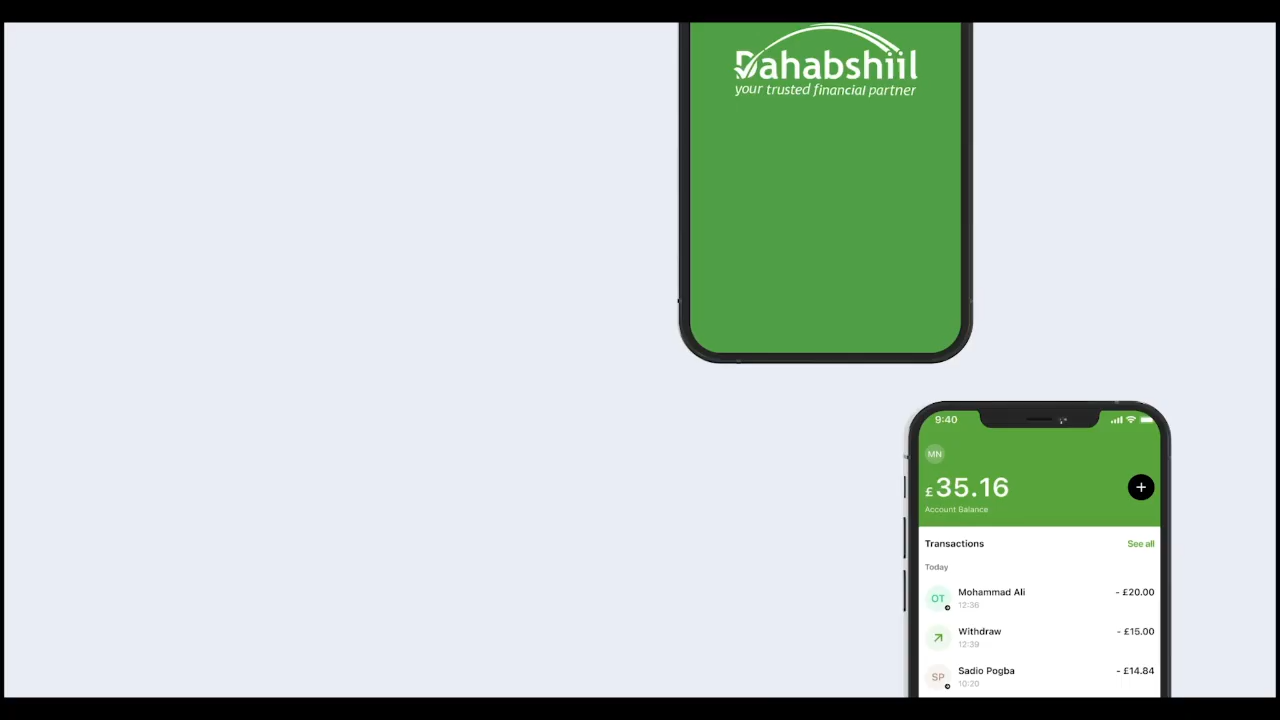 Dahabshiil
your trusted financial partner
9:40
MN
£35.16
Account Balance
Transactions
See all
Today
OT
Mohammad Ali
- £20.00
12:36
Withdraw
- £15.00
12:39
SP
Sadio Pogba
- £14.84
10:20